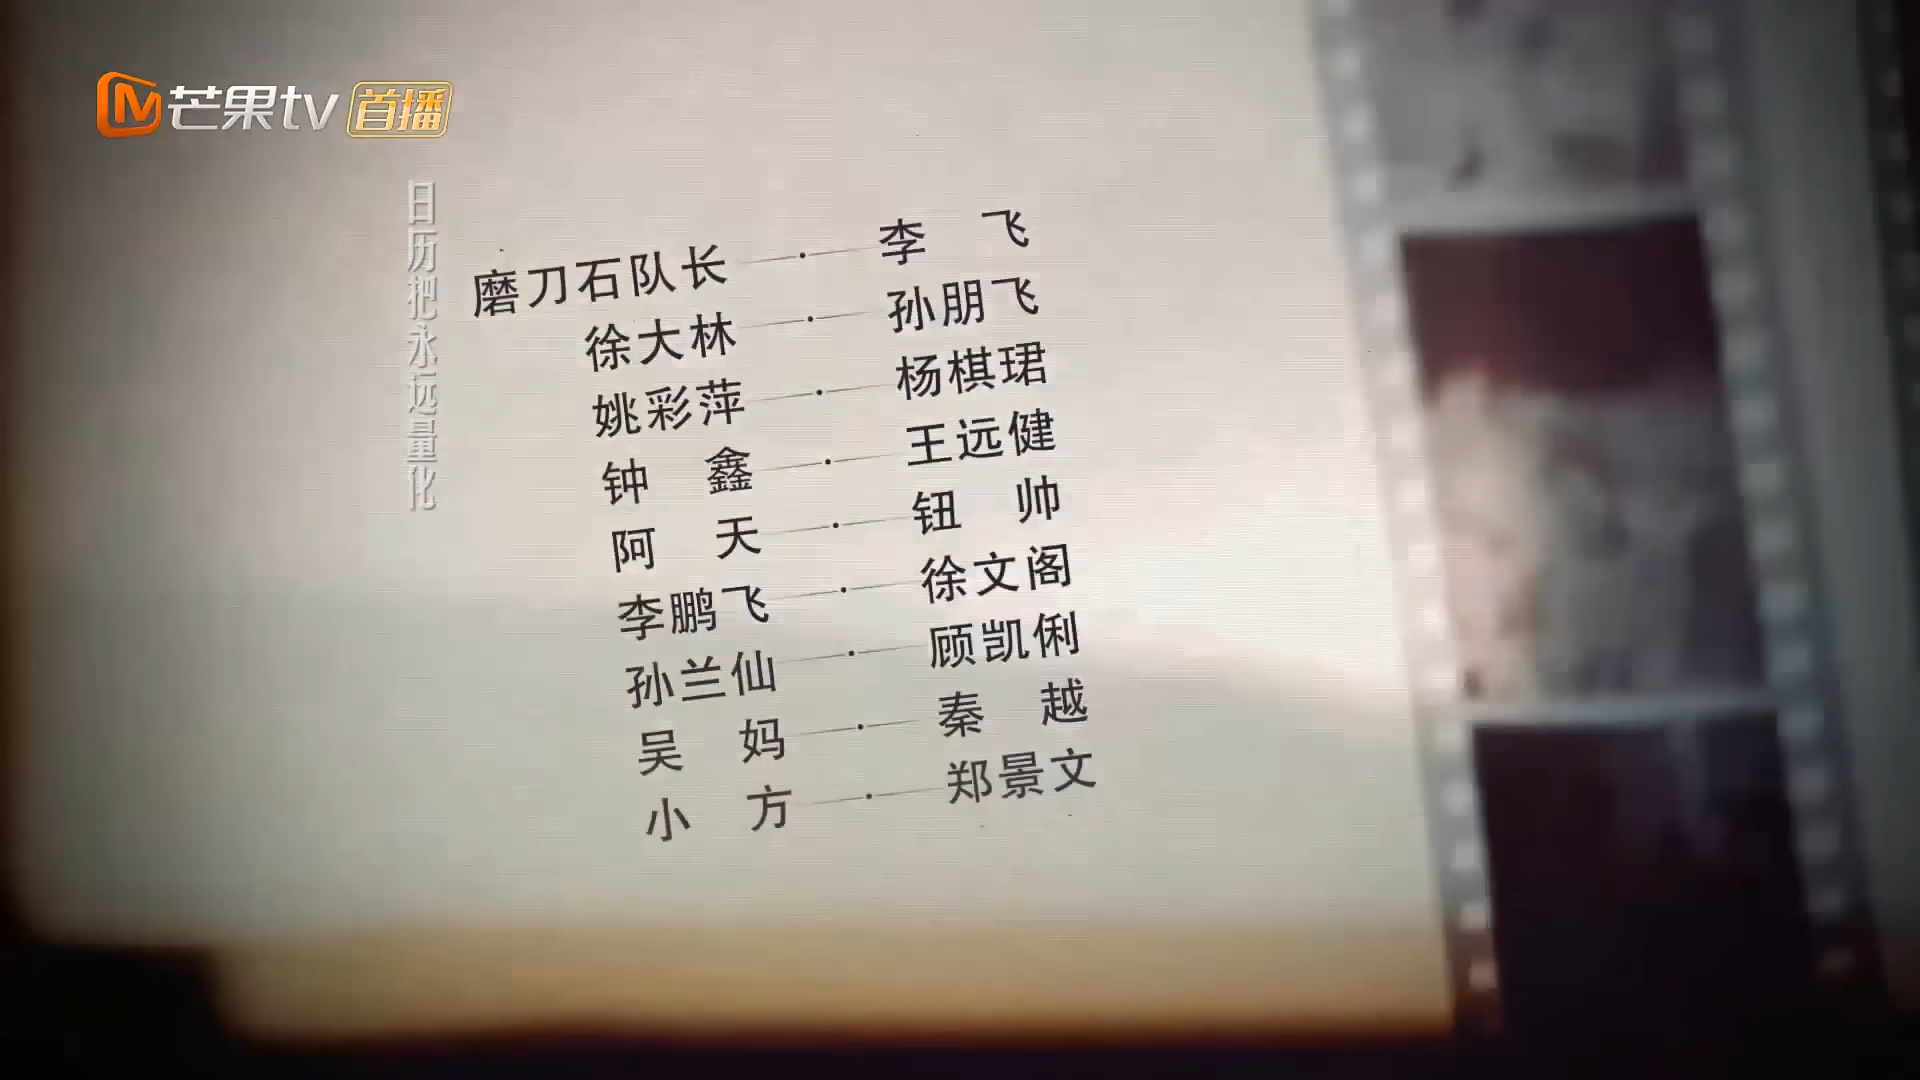 芒果tv 首播
日历把永远量化
磨刀石队长 · 李 飞
徐大林 · 孙朋飞
姚彩萍 · 杨棋珺
钟 鑫 · 王远健
阿 天 · 钮 帅
李鹏飞 · 徐文阁
孙兰仙 · 顾凯俐
吴 妈 · 秦 越
小 方 · 郑景文